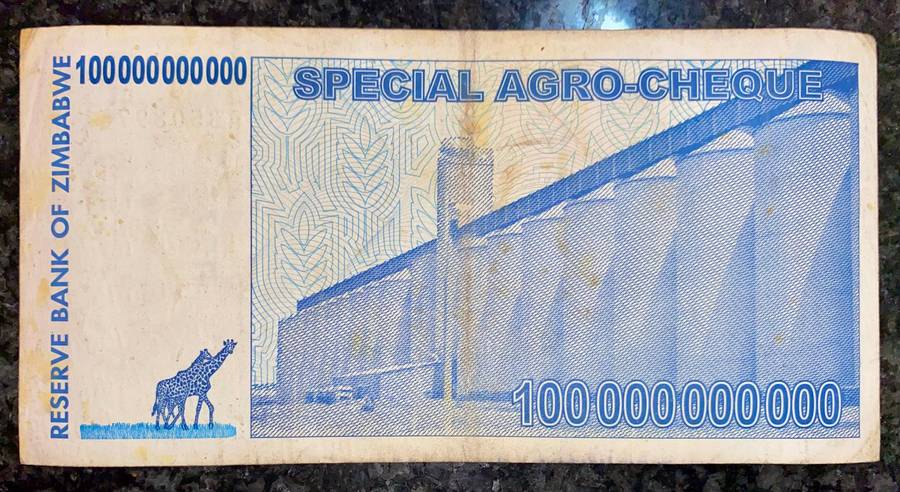 RESERVE BANK OF ZIMBABWE
100000000000
SPECIAL AGRO-CHEQUE
100 000 000 000